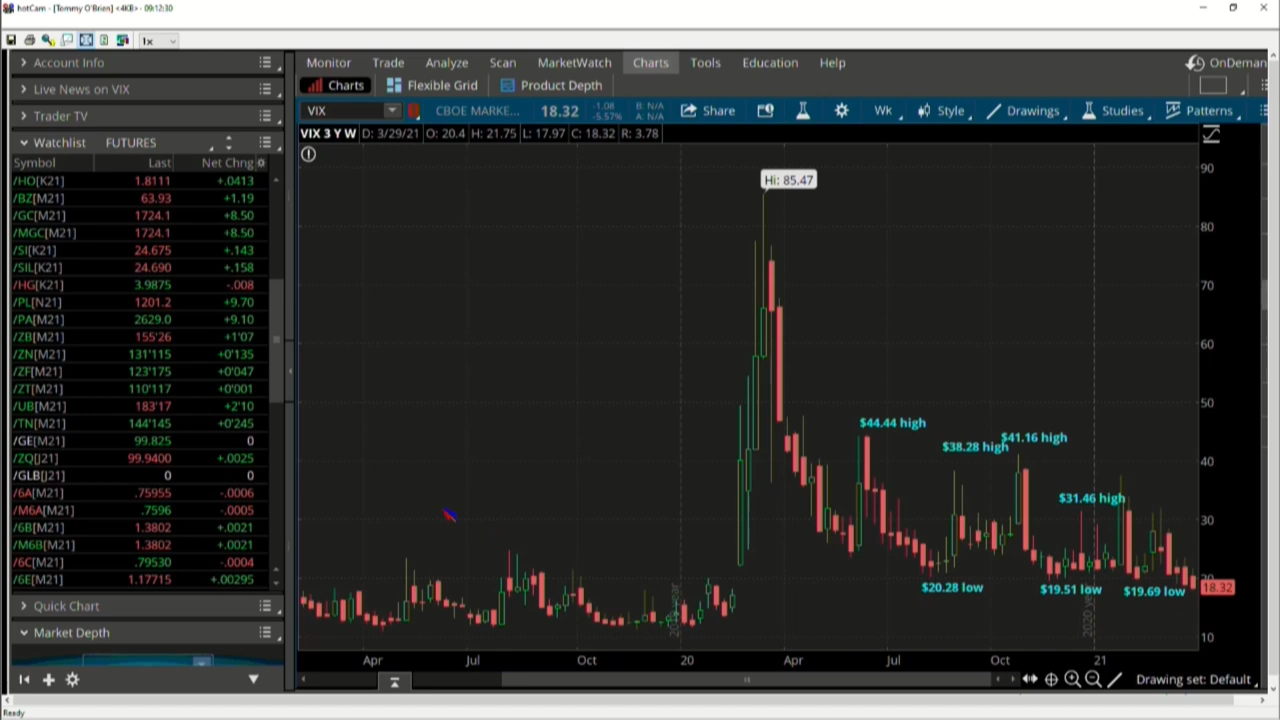 hotCam - [Tommy O'Brien] <4KB> - 09:12:30
1x
Account Info
Live News on VIX
Trader TV
Watchlist FUTURES
Symbol Last Net Chng
/HO[K21] 1.8111 +.0413
/BZ[M21] 63.93 +1.19
/GC[M21] 1724.1 +8.50
/MGC[M21] 1724.1 +8.50
/SI[K21] 24.675 +.143
/SIL[K21] 24.690 +.158
/HG[K21] 3.9875 -.008
/PL[N21] 1201.2 +9.70
/PA[M21] 2629.0 +9.10
/ZB[M21] 155'26 +1'07
/ZN[M21] 131'115 +0'135
/ZF[M21] 123'175 +0'047
/ZT[M21] 110'117 +0'001
/UB[M21] 183'17 +2'10
/TN[M21] 144'145 +0'245
/GE[M21] 99.825 0
/ZQ[J21] 99.9400 +.0025
/GLB[J21] 0 0
/6A[M21] .75955 -.0006
/M6A[M21] .7596 -.0005
/6B[M21] 1.3802 +.0021
/M6B[M21] 1.3802 +.0021
/6C[M21] .79530 -.0004
/6E[M21] 1.17715 +.00295
Quick Chart
Market Depth
Monitor Trade Analyze Scan MarketWatch Charts Tools Education Help OnDeman
Charts Flexible Grid Product Depth
VIX CBOE MARKE... 18.32 -1.08 B: N/A Share Wk Style Drawings Studies Patterns
-5.57% A: N/A
VIX 3 Y W D: 3/29/21 O: 20.4 H: 21.75 L: 17.97 C: 18.32 R: 3.78
Hi: 85.47
90
80
70
60
50
$44.44 high
$41.16 high
$38.28 high
40
$31.46 high
30
20
18.32
$20.28 low
$19.51 low
$19.69 low
10
Apr Jul Oct 20 Apr Jul Oct 21
Drawing set: Default
Ready